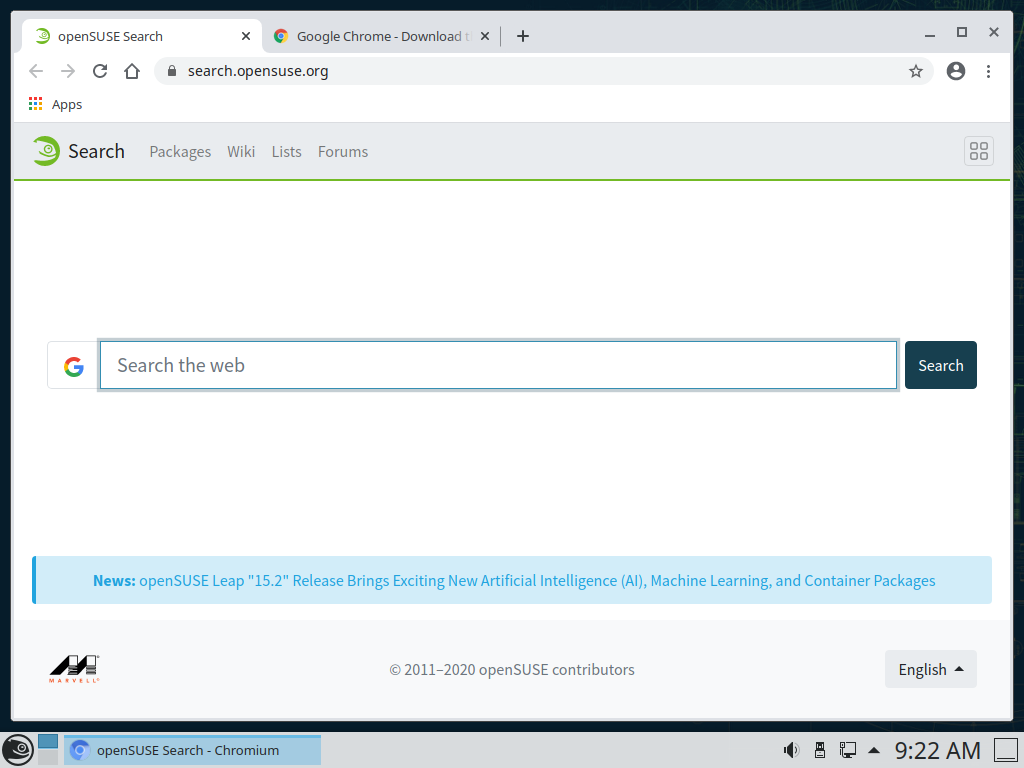 openSUSE Search
Google Chrome - Download t
search.opensuse.org
Apps
Search Packages Wiki Lists Forums
Search the web
Search
News: openSUSE Leap "15.2" Release Brings Exciting New Artificial Intelligence (AI), Machine Learning, and Container Packages
MARVELL®
© 2011–2020 openSUSE contributors
English
openSUSE Search - Chromium
9:22 AM